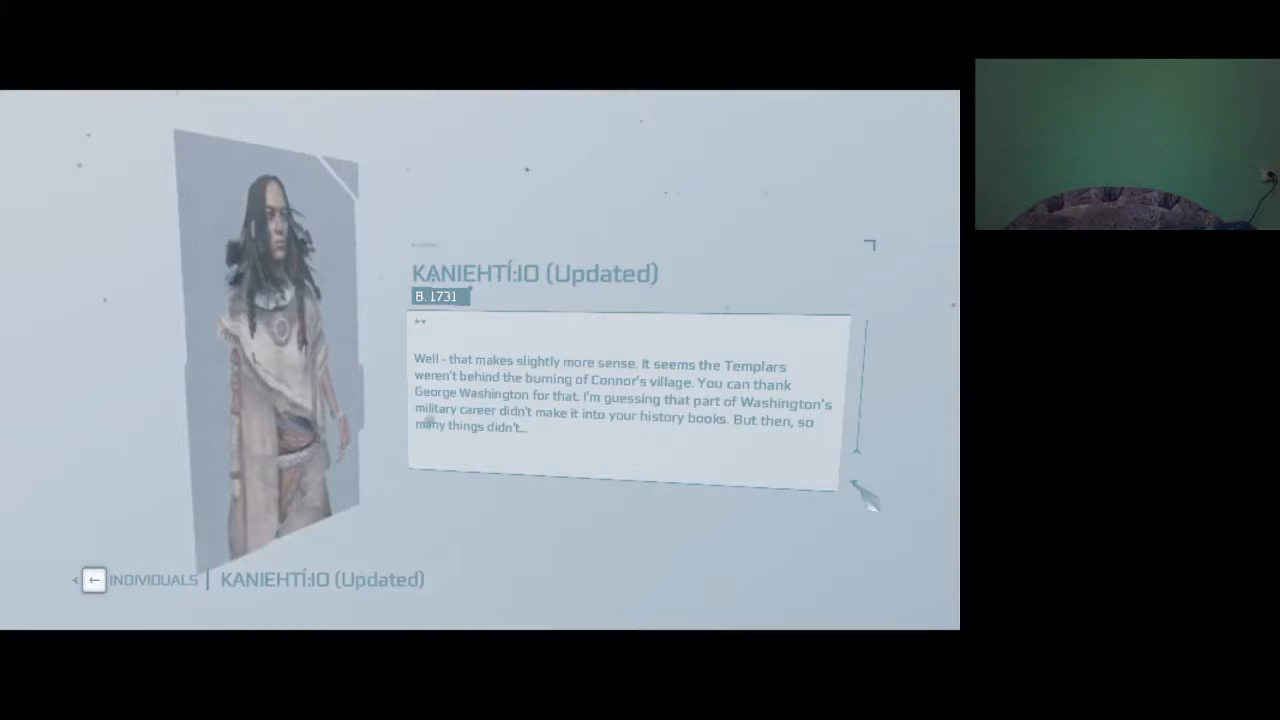 KANIEHTÍ:IO (Updated)
B. 1731
Well - that makes slightly more sense. It seems the Templars
weren't behind the burning of Connor's village. You can thank
George Washington for that. I'm guessing that part of Washington's
military career didn't make it into your history books. But then, so
many things didn't...
INDIVIDUALS | KANIEHTÍ:IO (Updated)